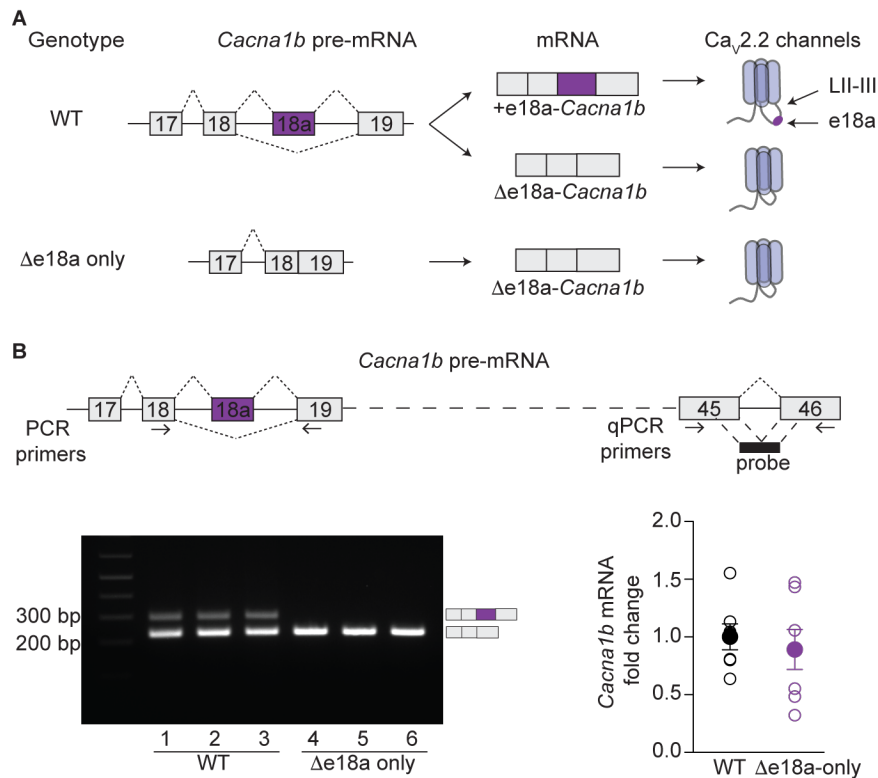 A
Genotype
Cacna1b pre-mRNA
mRNA
CaV2.2 channels
WT
17
18
18a
19
+e18a-Cacna1b
LII-III
e18a
Δe18a-Cacna1b
Δe18a only
17
18
19
Δe18a-Cacna1b
B
Cacna1b pre-mRNA
17
18
18a
19
45
46
PCR
primers
qPCR
primers
probe
300 bp
200 bp
1 2 3 4 5 6
WT
Δe18a only
Cacna1b mRNA
fold change
2.0
1.5
1.0
0.5
0.0
WT
Δe18a-only